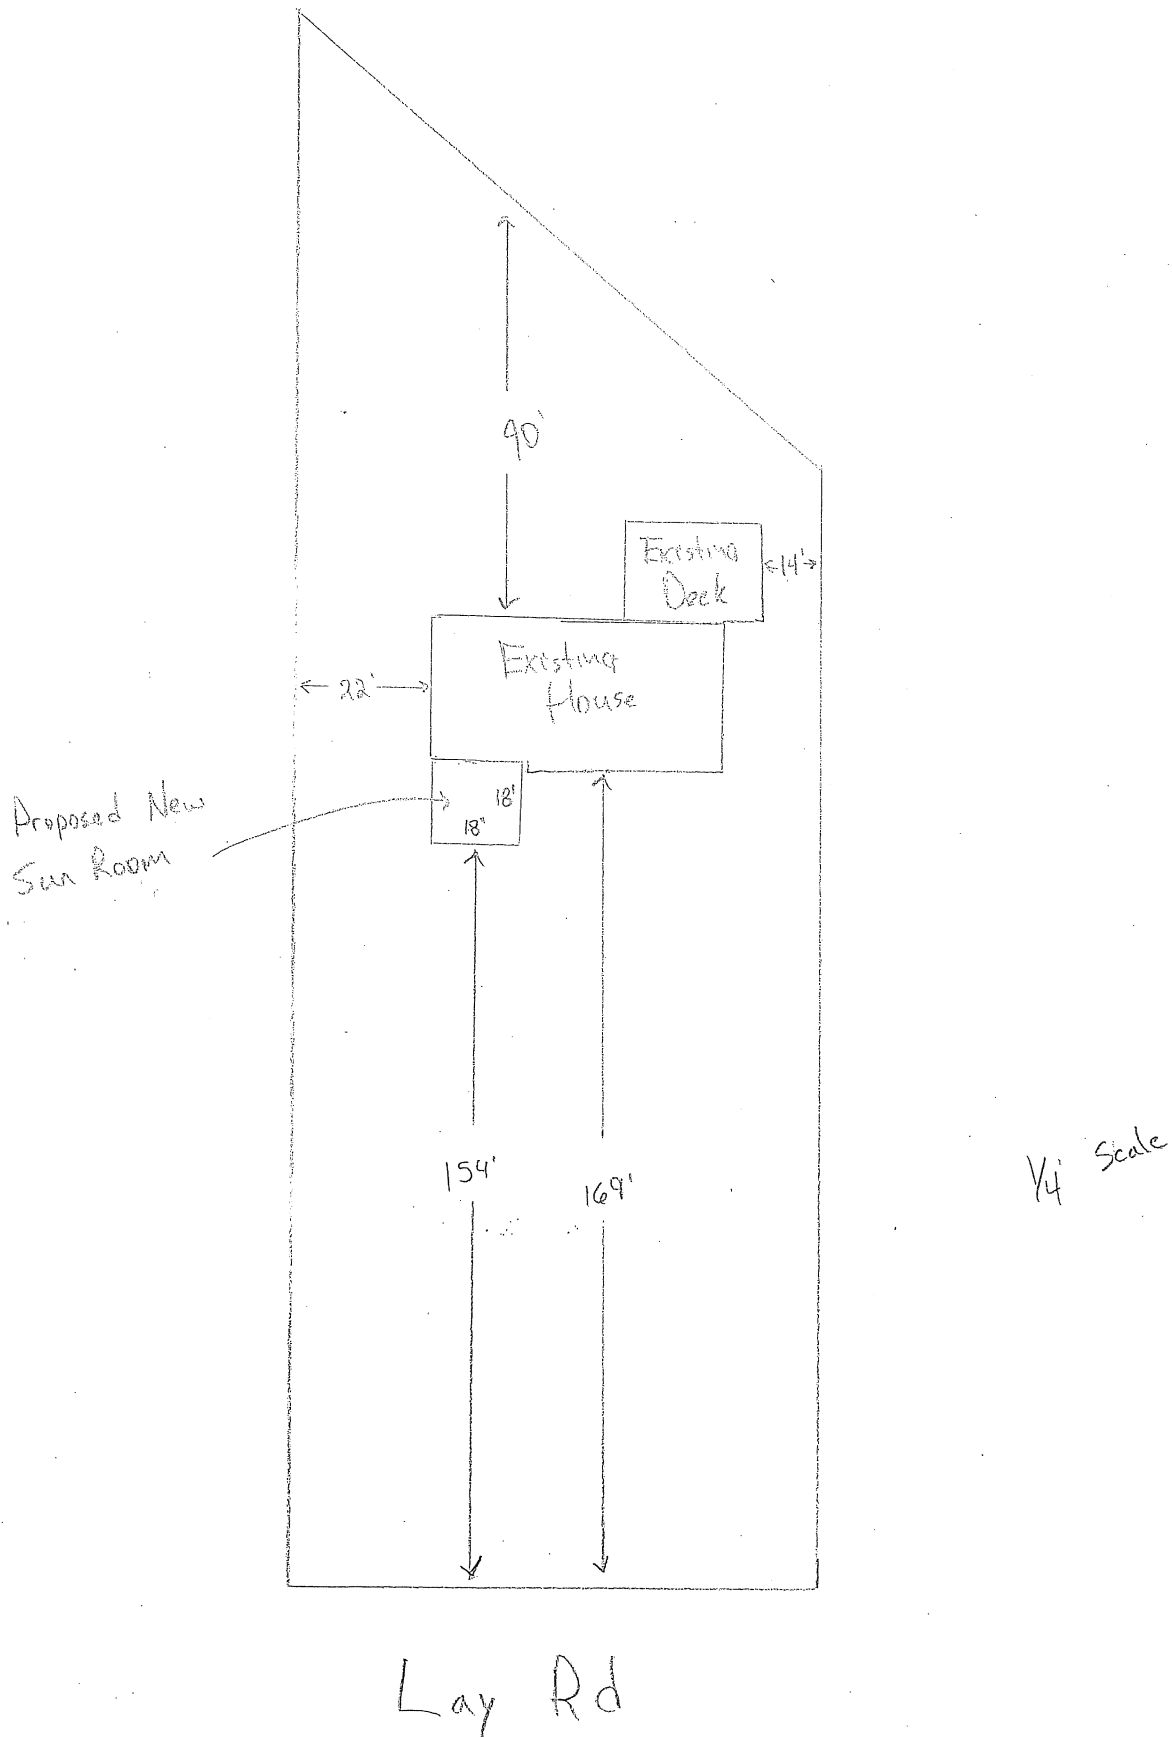 90'
Existing
Deck
14'
Existing
House
22'
Proposed New
Sun Room
18'
18'
154'
169'
1/4' Scale
Lay Rd